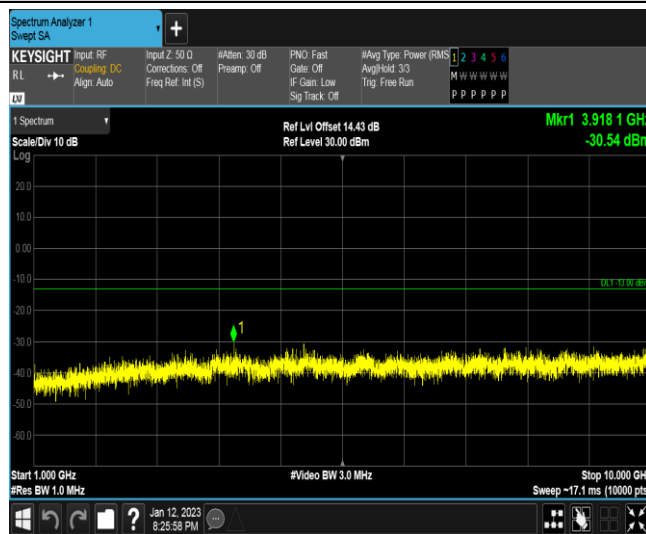 Spectrum Analyzer 1
Swept SA
+
KEYSIGHT
RL
LXI
Input: RF
Coupling: DC
Align: Auto
Input Z: 50 Ω
Corrections: Off
Freq Ref: Int (S)
#Atten: 30 dB
Preamp: Off
PNO: Fast
Gate: Off
IF Gain: Low
Sig Track: Off
#Avg Type: Power (RMS
Avg|Hold: 3/3
Trig: Free Run
1 2 3 4 5 6
M W W W W W
P P P P P P
1 Spectrum
Scale/Div 10 dB
Log
Ref Lvl Offset 14.43 dB
Ref Level 30.00 dBm
Mkr1 3.918 1 GHz
-30.54 dBm
20.0
10.0
0.00
-10.0
DL1 -13.00 dBm
-20.0
-30.0
1
-40.0
-50.0
-60.0
Start 1.000 GHz
#Res BW 1.0 MHz
#Video BW 3.0 MHz
Stop 10.000 GH
Sweep ~17.1 ms (10000 pts
?
Jan 12, 2023
8:25:58 PM